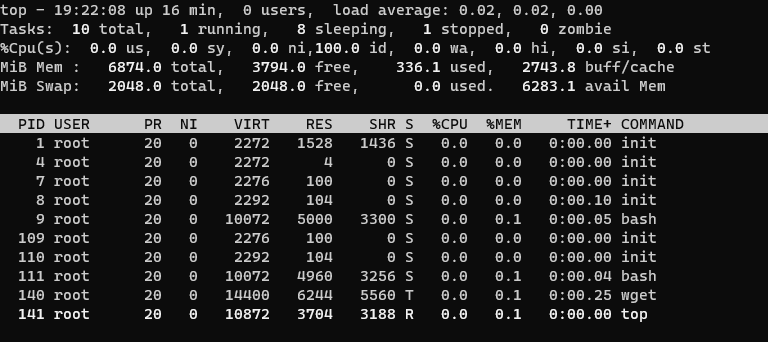 top - 19:22:08 up 16 min,  0 users,  load average: 0.02, 0.02, 0.00
Tasks:  10 total,   1 running,   8 sleeping,   1 stopped,   0 zombie
%Cpu(s):  0.0 us,  0.0 sy,  0.0 ni,100.0 id,  0.0 wa,  0.0 hi,  0.0 si,  0.0 st
MiB Mem :   6874.0 total,   3794.0 free,    336.1 used,   2743.8 buff/cache
MiB Swap:   2048.0 total,   2048.0 free,      0.0 used.   6283.1 avail Mem
PID USER      PR  NI    VIRT    RES    SHR S  %CPU  %MEM     TIME+ COMMAND
1 root      20   0    2272   1528   1436 S   0.0   0.0   0:00.00 init
4 root      20   0    2272      4      0 S   0.0   0.0   0:00.00 init
7 root      20   0    2276    100      0 S   0.0   0.0   0:00.00 init
8 root      20   0    2292    104      0 S   0.0   0.0   0:00.10 init
9 root      20   0   10072   5000   3300 S   0.0   0.1   0:00.05 bash
109 root      20   0    2276    100      0 S   0.0   0.0   0:00.00 init
110 root      20   0    2292    104      0 S   0.0   0.0   0:00.00 init
111 root      20   0   10072   4960   3256 S   0.0   0.1   0:00.04 bash
140 root      20   0   14400   6244   5560 T   0.0   0.1   0:00.25 wget
141 root      20   0   10872   3704   3188 R   0.0   0.1   0:00.00 top